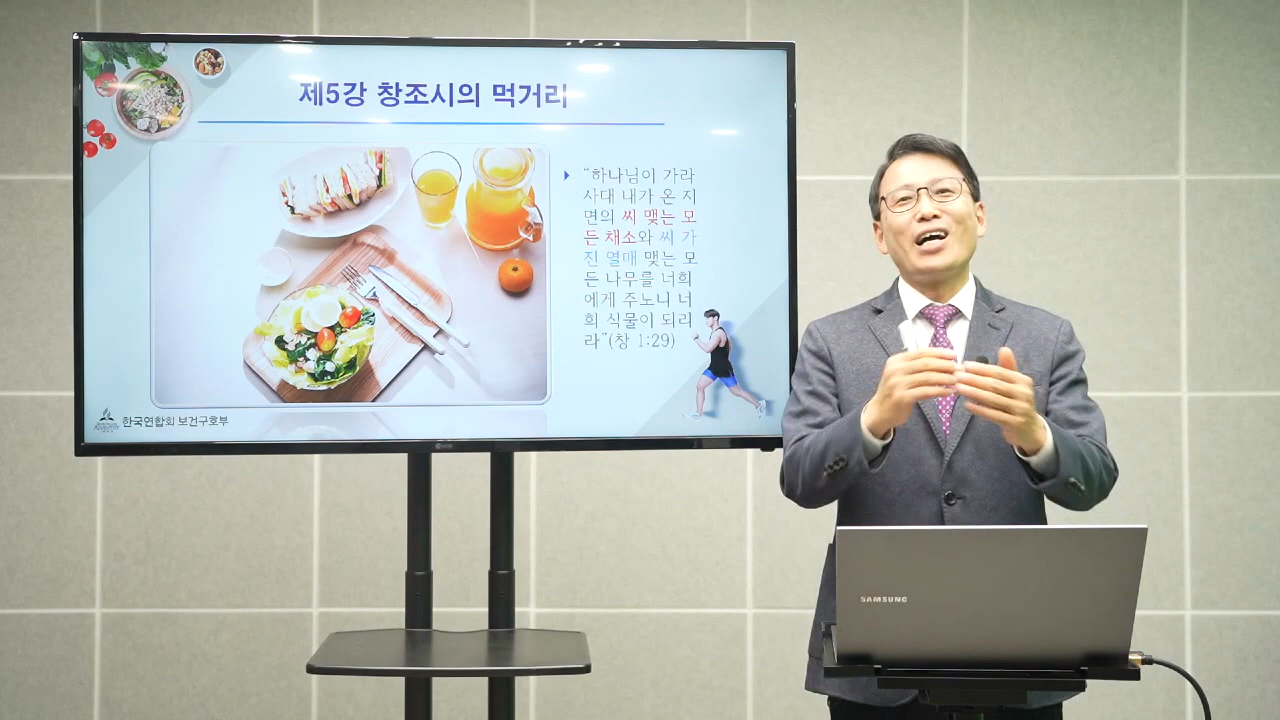 제5강 창조시의 먹거리
“하나님이 가라
사대 내가 온 지
면의 씨 맺는 모
든 채소와 씨 가
진 열매 맺는 모
든 나무를 너희
에게 주노니 너
희 식물이 되리
라”(창 1:29)
한국연합회 보건구호부
SAMSUNG